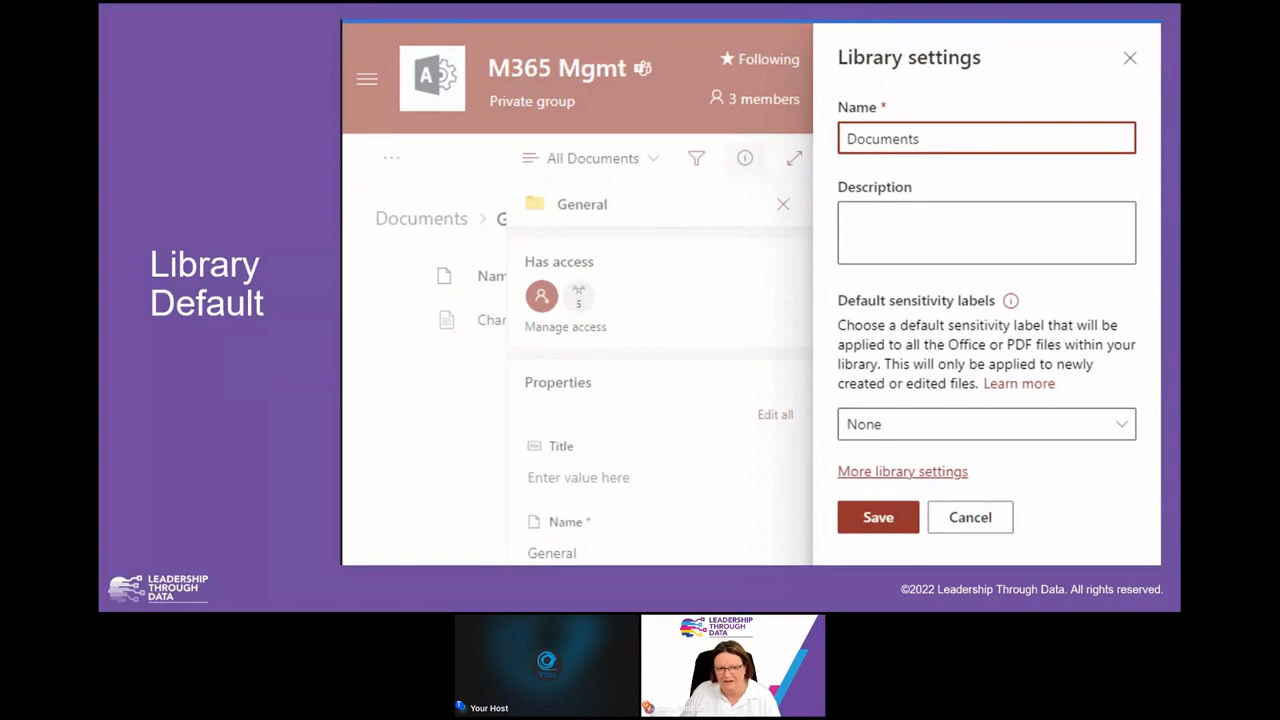 Library
Default
M365 Mgmt
Private group
Following
3 members
...
All Documents
Documents > G
General
Nam
Has access
Char
5
Manage access
Properties
Edit all
Title
Enter value here
Name *
General
Library settings
Name *
Documents
Description
Default sensitivity labels
Choose a default sensitivity label that will be
applied to all the Office or PDF files within your
library. This will only be applied to newly
created or edited files. Learn more
None
More library settings
Save
Cancel
LEADERSHIP
THROUGH
DATA
©2022 Leadership Through Data. All rights reserved.
LEADERSHIP
THROUGH
DATA
Your Host